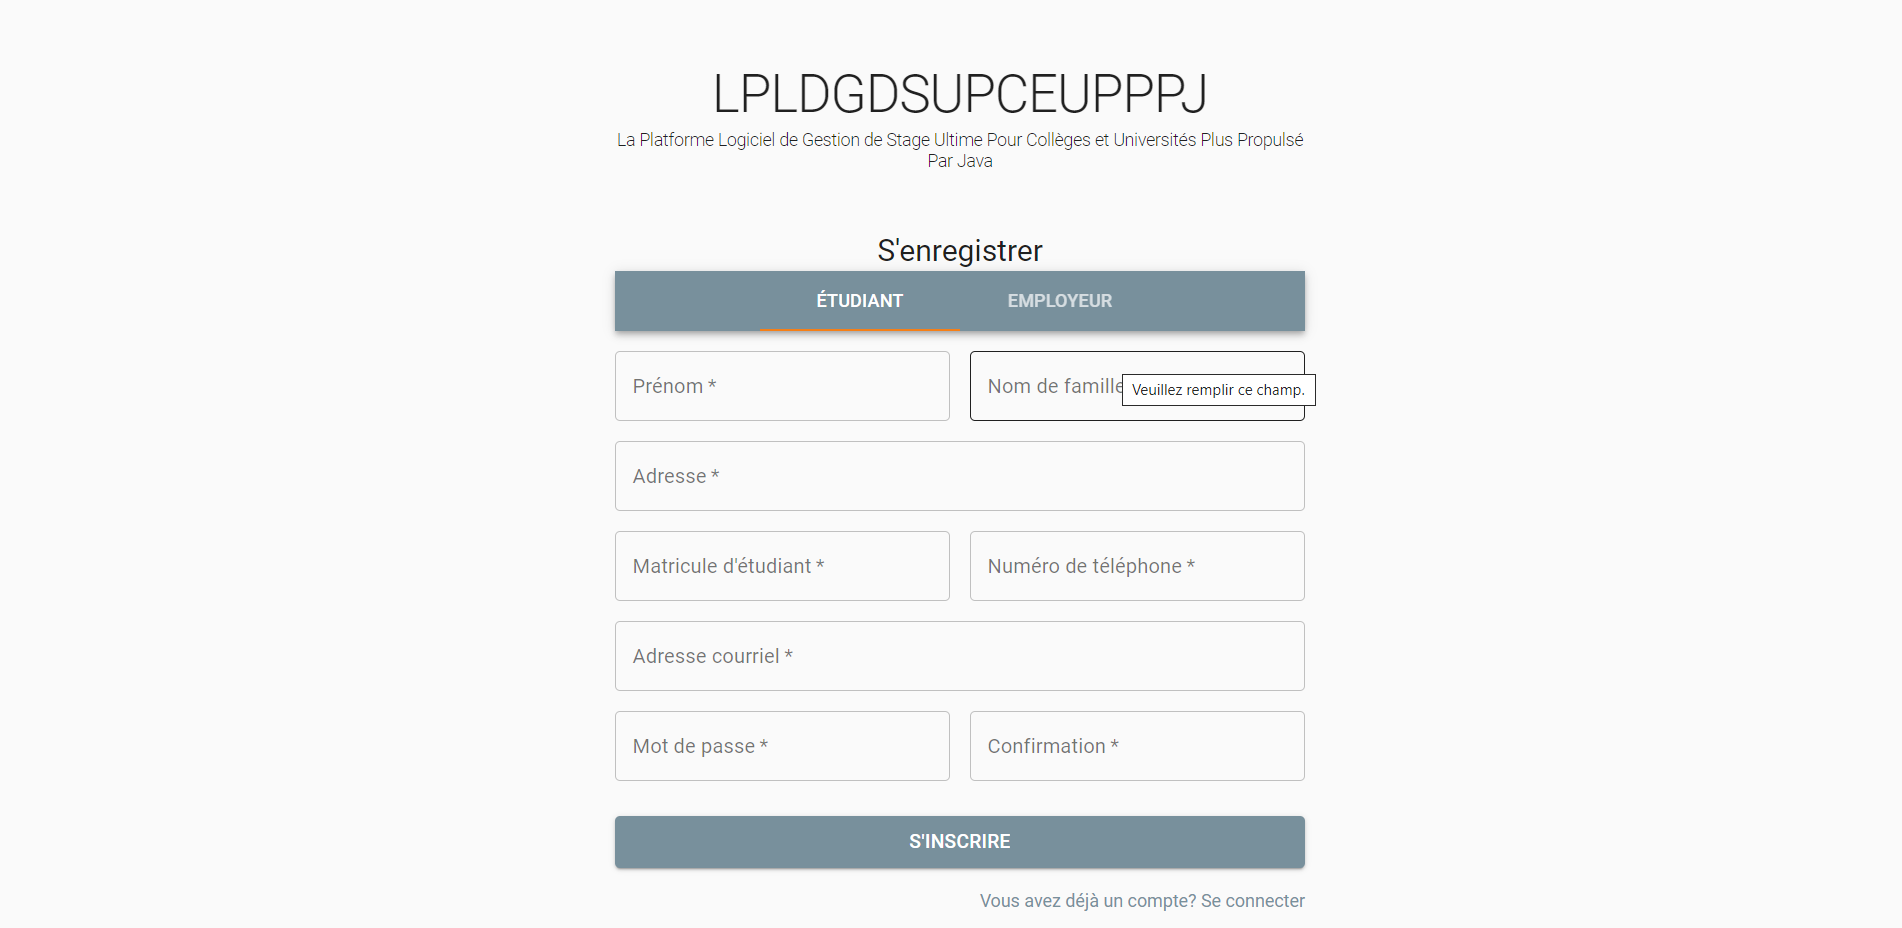 LPLDGDSUPCEUPPPJ
La Platforme Logiciel de Gestion de Stage Ultime Pour Collèges et Universités Plus Propulsé
Par Java
S'enregistrer
ÉTUDIANT EMPLOYEUR
Prénom * Nom de famille
Veuillez remplir ce champ.
Adresse *
Matricule d'étudiant * Numéro de téléphone *
Adresse courriel *
Mot de passe * Confirmation *
S'INSCRIRE
Vous avez déjà un compte? Se connecter